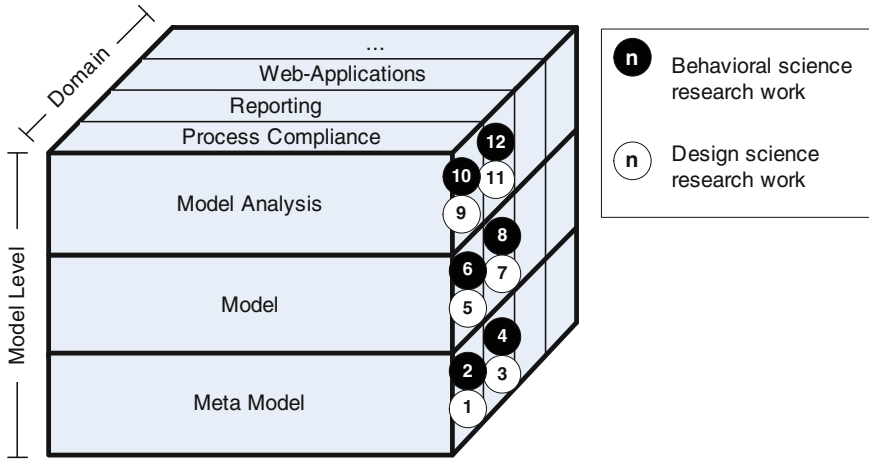 Domain
...
Web-Applications
Reporting
Process Compliance
Model Level
Model Analysis
Model
Meta Model
12
10
11
9
8
6
7
5
4
2
3
1
n
Behavioral science
research work
n
Design science
research work